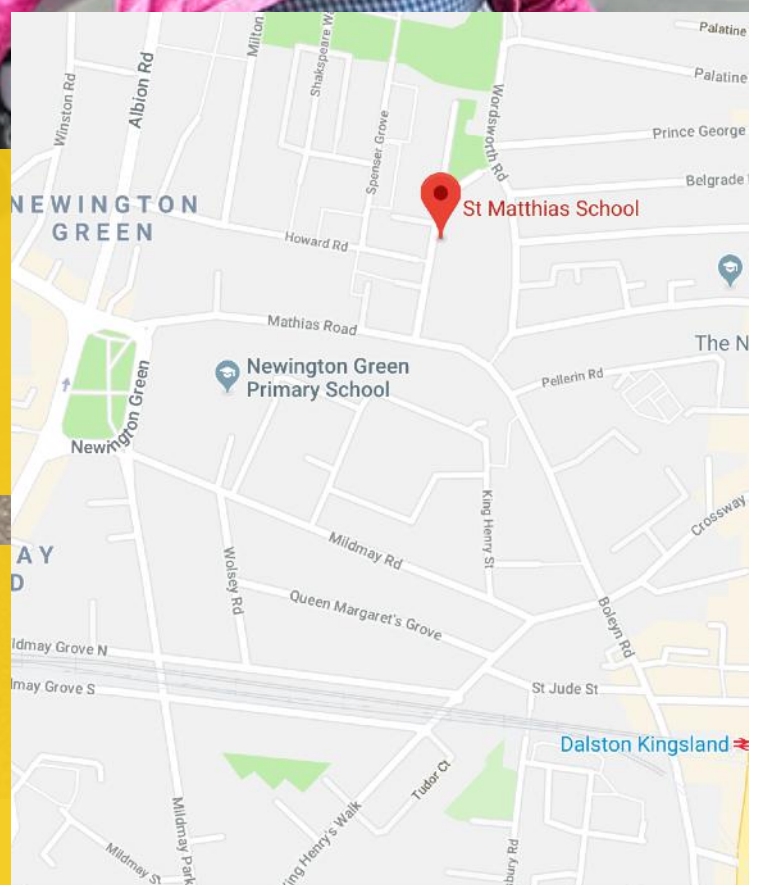 Palatine
Palatine
Milton
Shakspeare W
Albion Rd
Winston Rd
Wordsworth Rd
Prince George
Spenser Grove
Belgrade
St Matthias School
NEWINGTON
GREEN
Howard Rd
Mathias Road
The N
Newington Green
Primary School
Pellerin Rd
Newington Green
King Henry St
Crossway
Mildmay Rd
AY
D
Wolsey Rd
Queen Margaret's Grove
Boleyn Rd
ldmay Grove N
lmay Grove S
St Jude St
Dalston Kingsland
Tudor Ct
Mildmay Park
ing Henry's Walk
Mildmay S
bury Rd